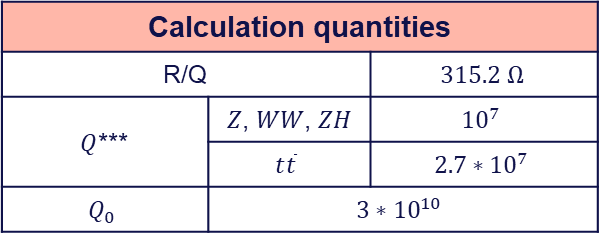 Calculation quantities
R/Q 315.2 Ω
Q*** Z, WW, ZH 10⁷
tt̄ 2.7 * 10⁷
Q₀ 3 * 10¹⁰